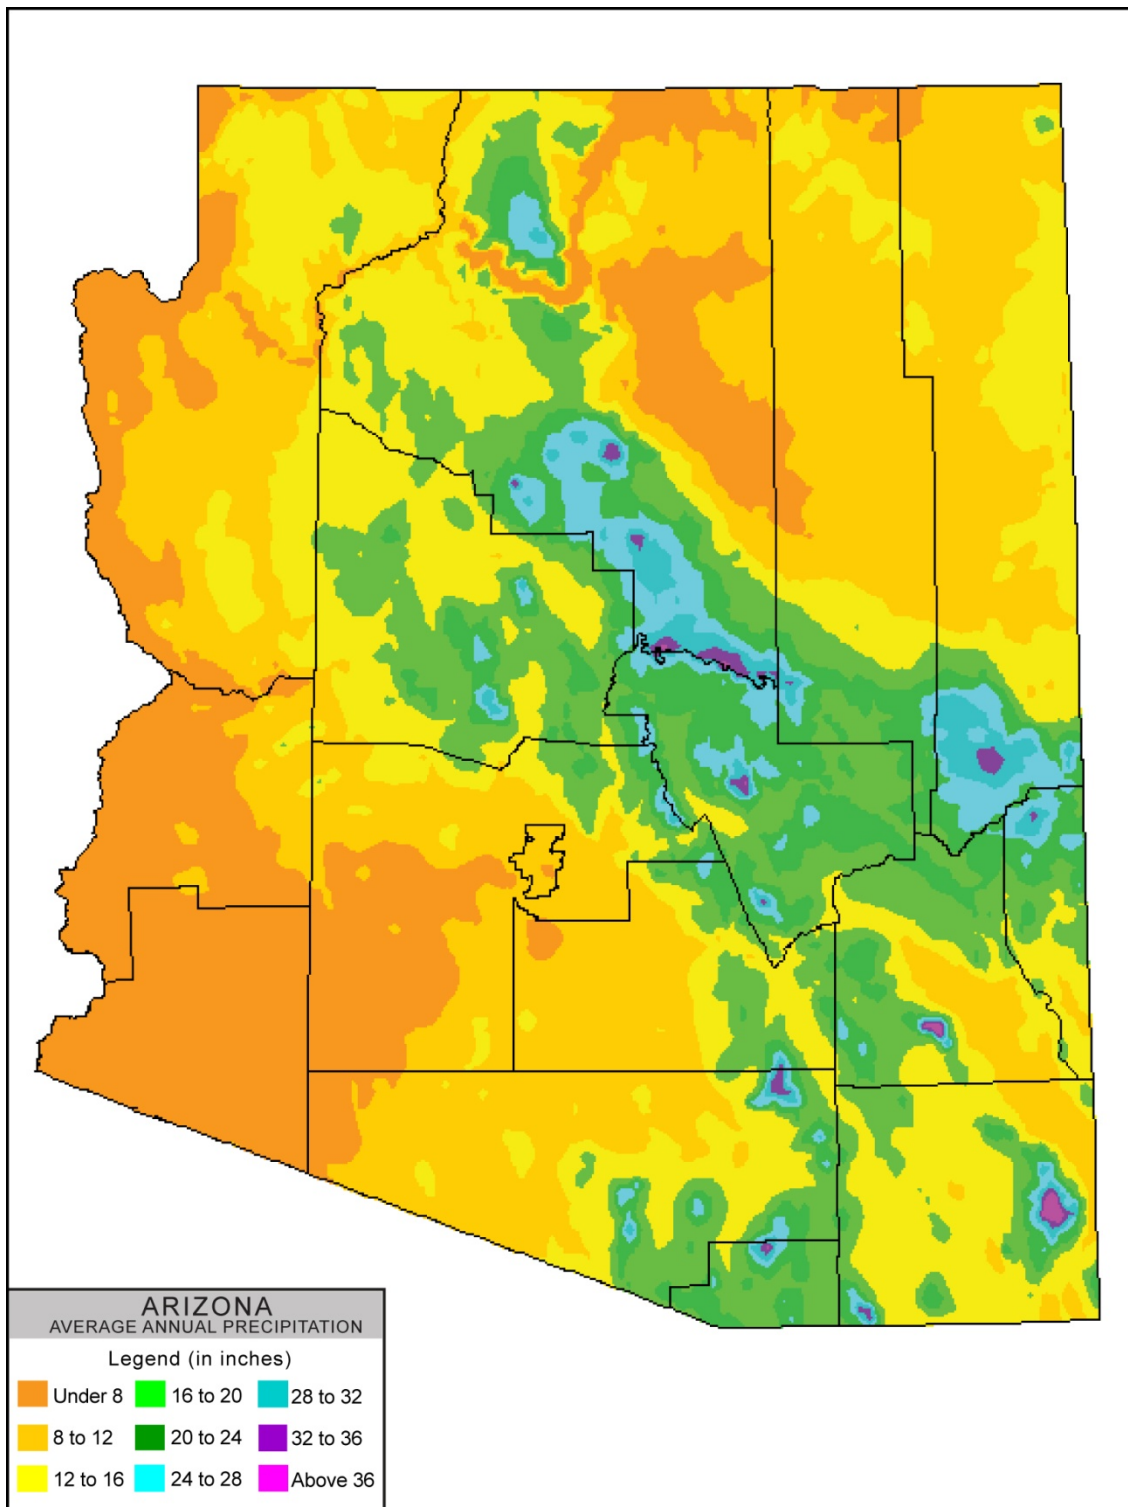 ARIZONA
AVERAGE ANNUAL PRECIPITATION
Legend (in inches)
Under 8
16 to 20
28 to 32
8 to 12
20 to 24
32 to 36
12 to 16
24 to 28
Above 36